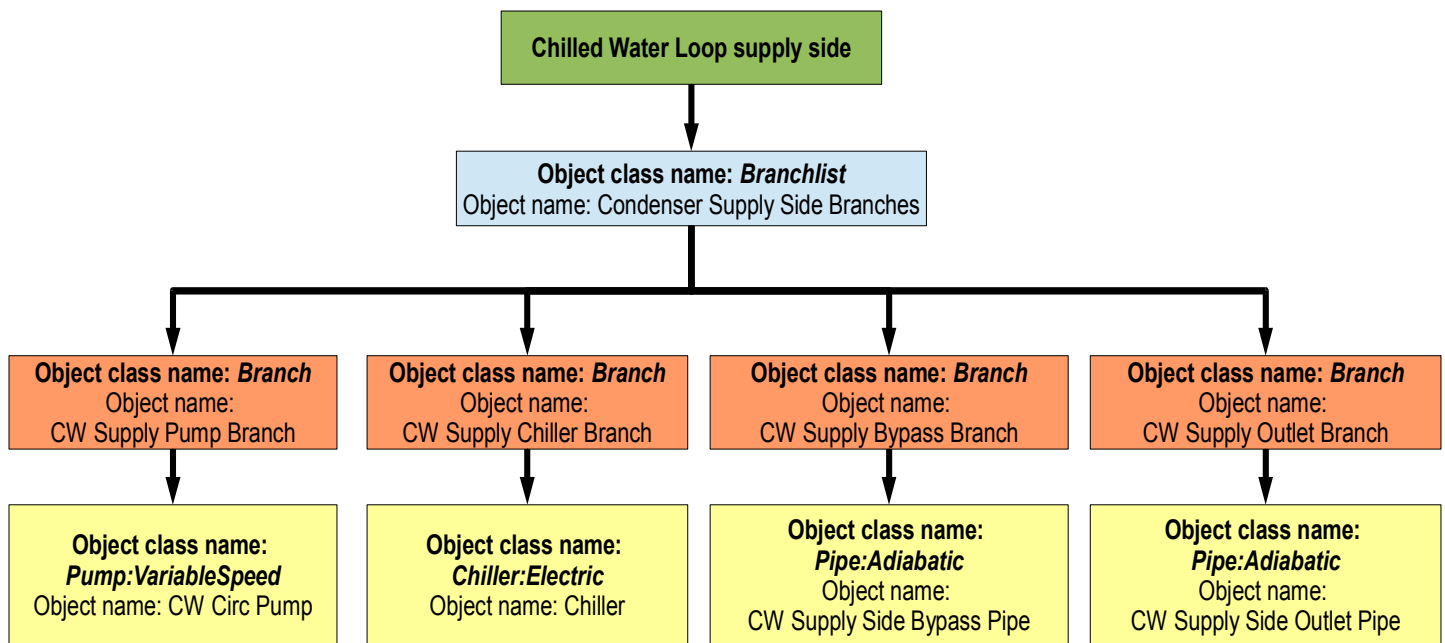 Chilled Water Loop supply side
Object class name: Branchlist
Object name: Condenser Supply Side Branches
Object class name: Branch
Object name:
CW Supply Pump Branch
Object class name: Branch
Object name:
CW Supply Chiller Branch
Object class name: Branch
Object name:
CW Supply Bypass Branch
Object class name: Branch
Object name:
CW Supply Outlet Branch
Object class name:
Pump:VariableSpeed
Object name: CW Circ Pump
Object class name:
Chiller:Electric
Object name: Chiller
Object class name:
Pipe:Adiabatic
Object name:
CW Supply Side Bypass Pipe
Object class name:
Pipe:Adiabatic
Object name:
CW Supply Side Outlet Pipe